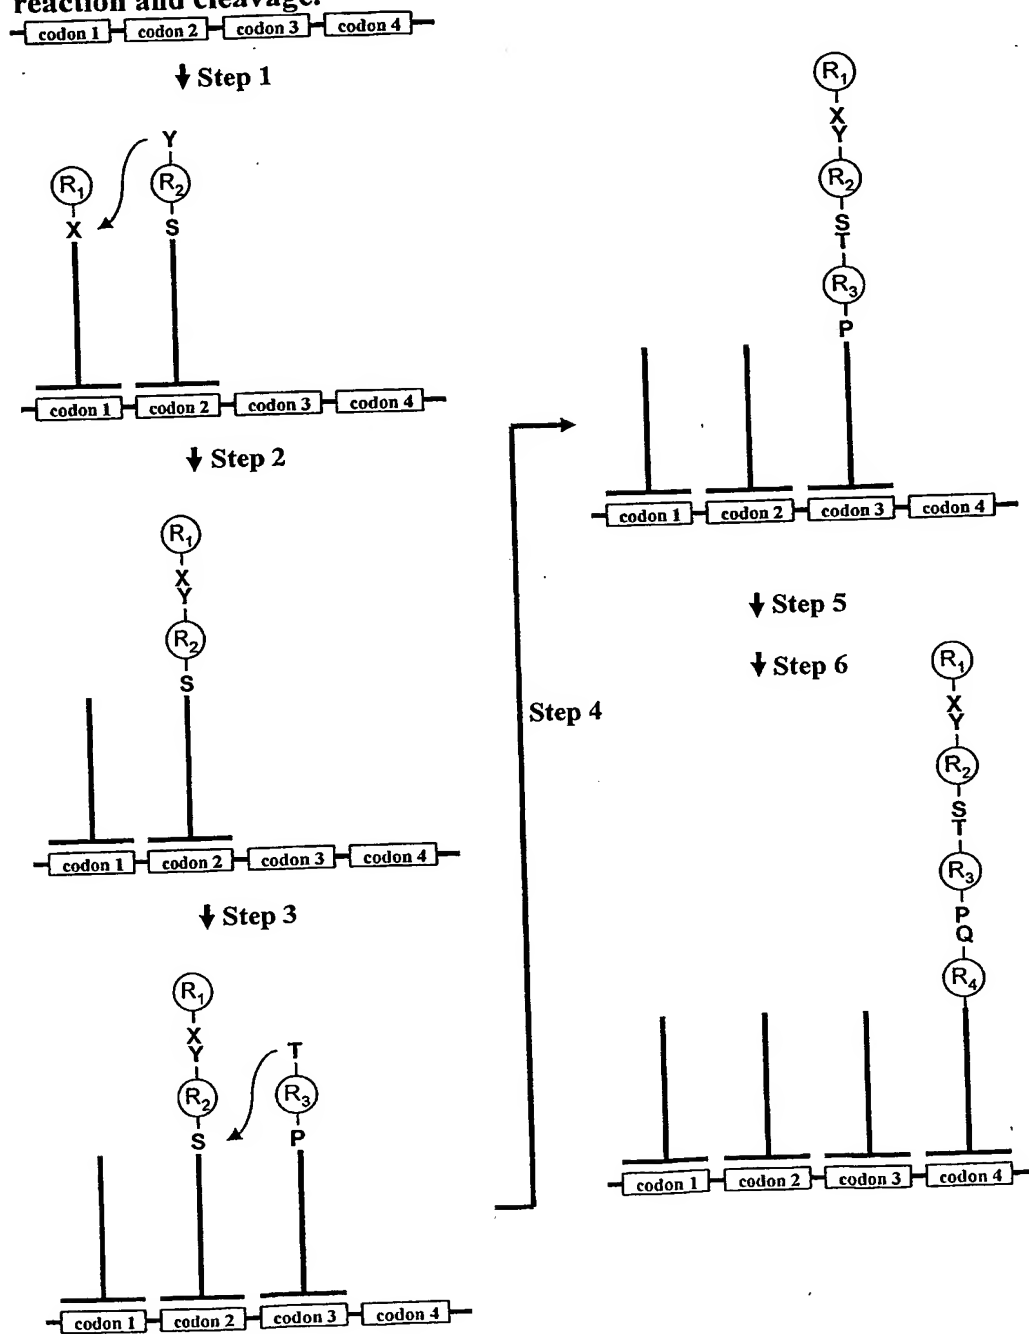 reaction and cleavage.
codon 1 codon 2 codon 3 codon 4
Step 1
Y
R1 R2
X S
codon 1 codon 2 codon 3 codon 4
Step 2
R1
X
Y
R2
S
codon 1 codon 2 codon 3 codon 4
Step 3
R1
X
Y T
R2 R3
S P
codon 1 codon 2 codon 3 codon 4
Step 4
R1
X
Y
R2
S
T
R3
P
codon 1 codon 2 codon 3 codon 4
Step 5
Step 6
R1
X
Y
R2
S
T
R3
P
Q
R4
codon 1 codon 2 codon 3 codon 4